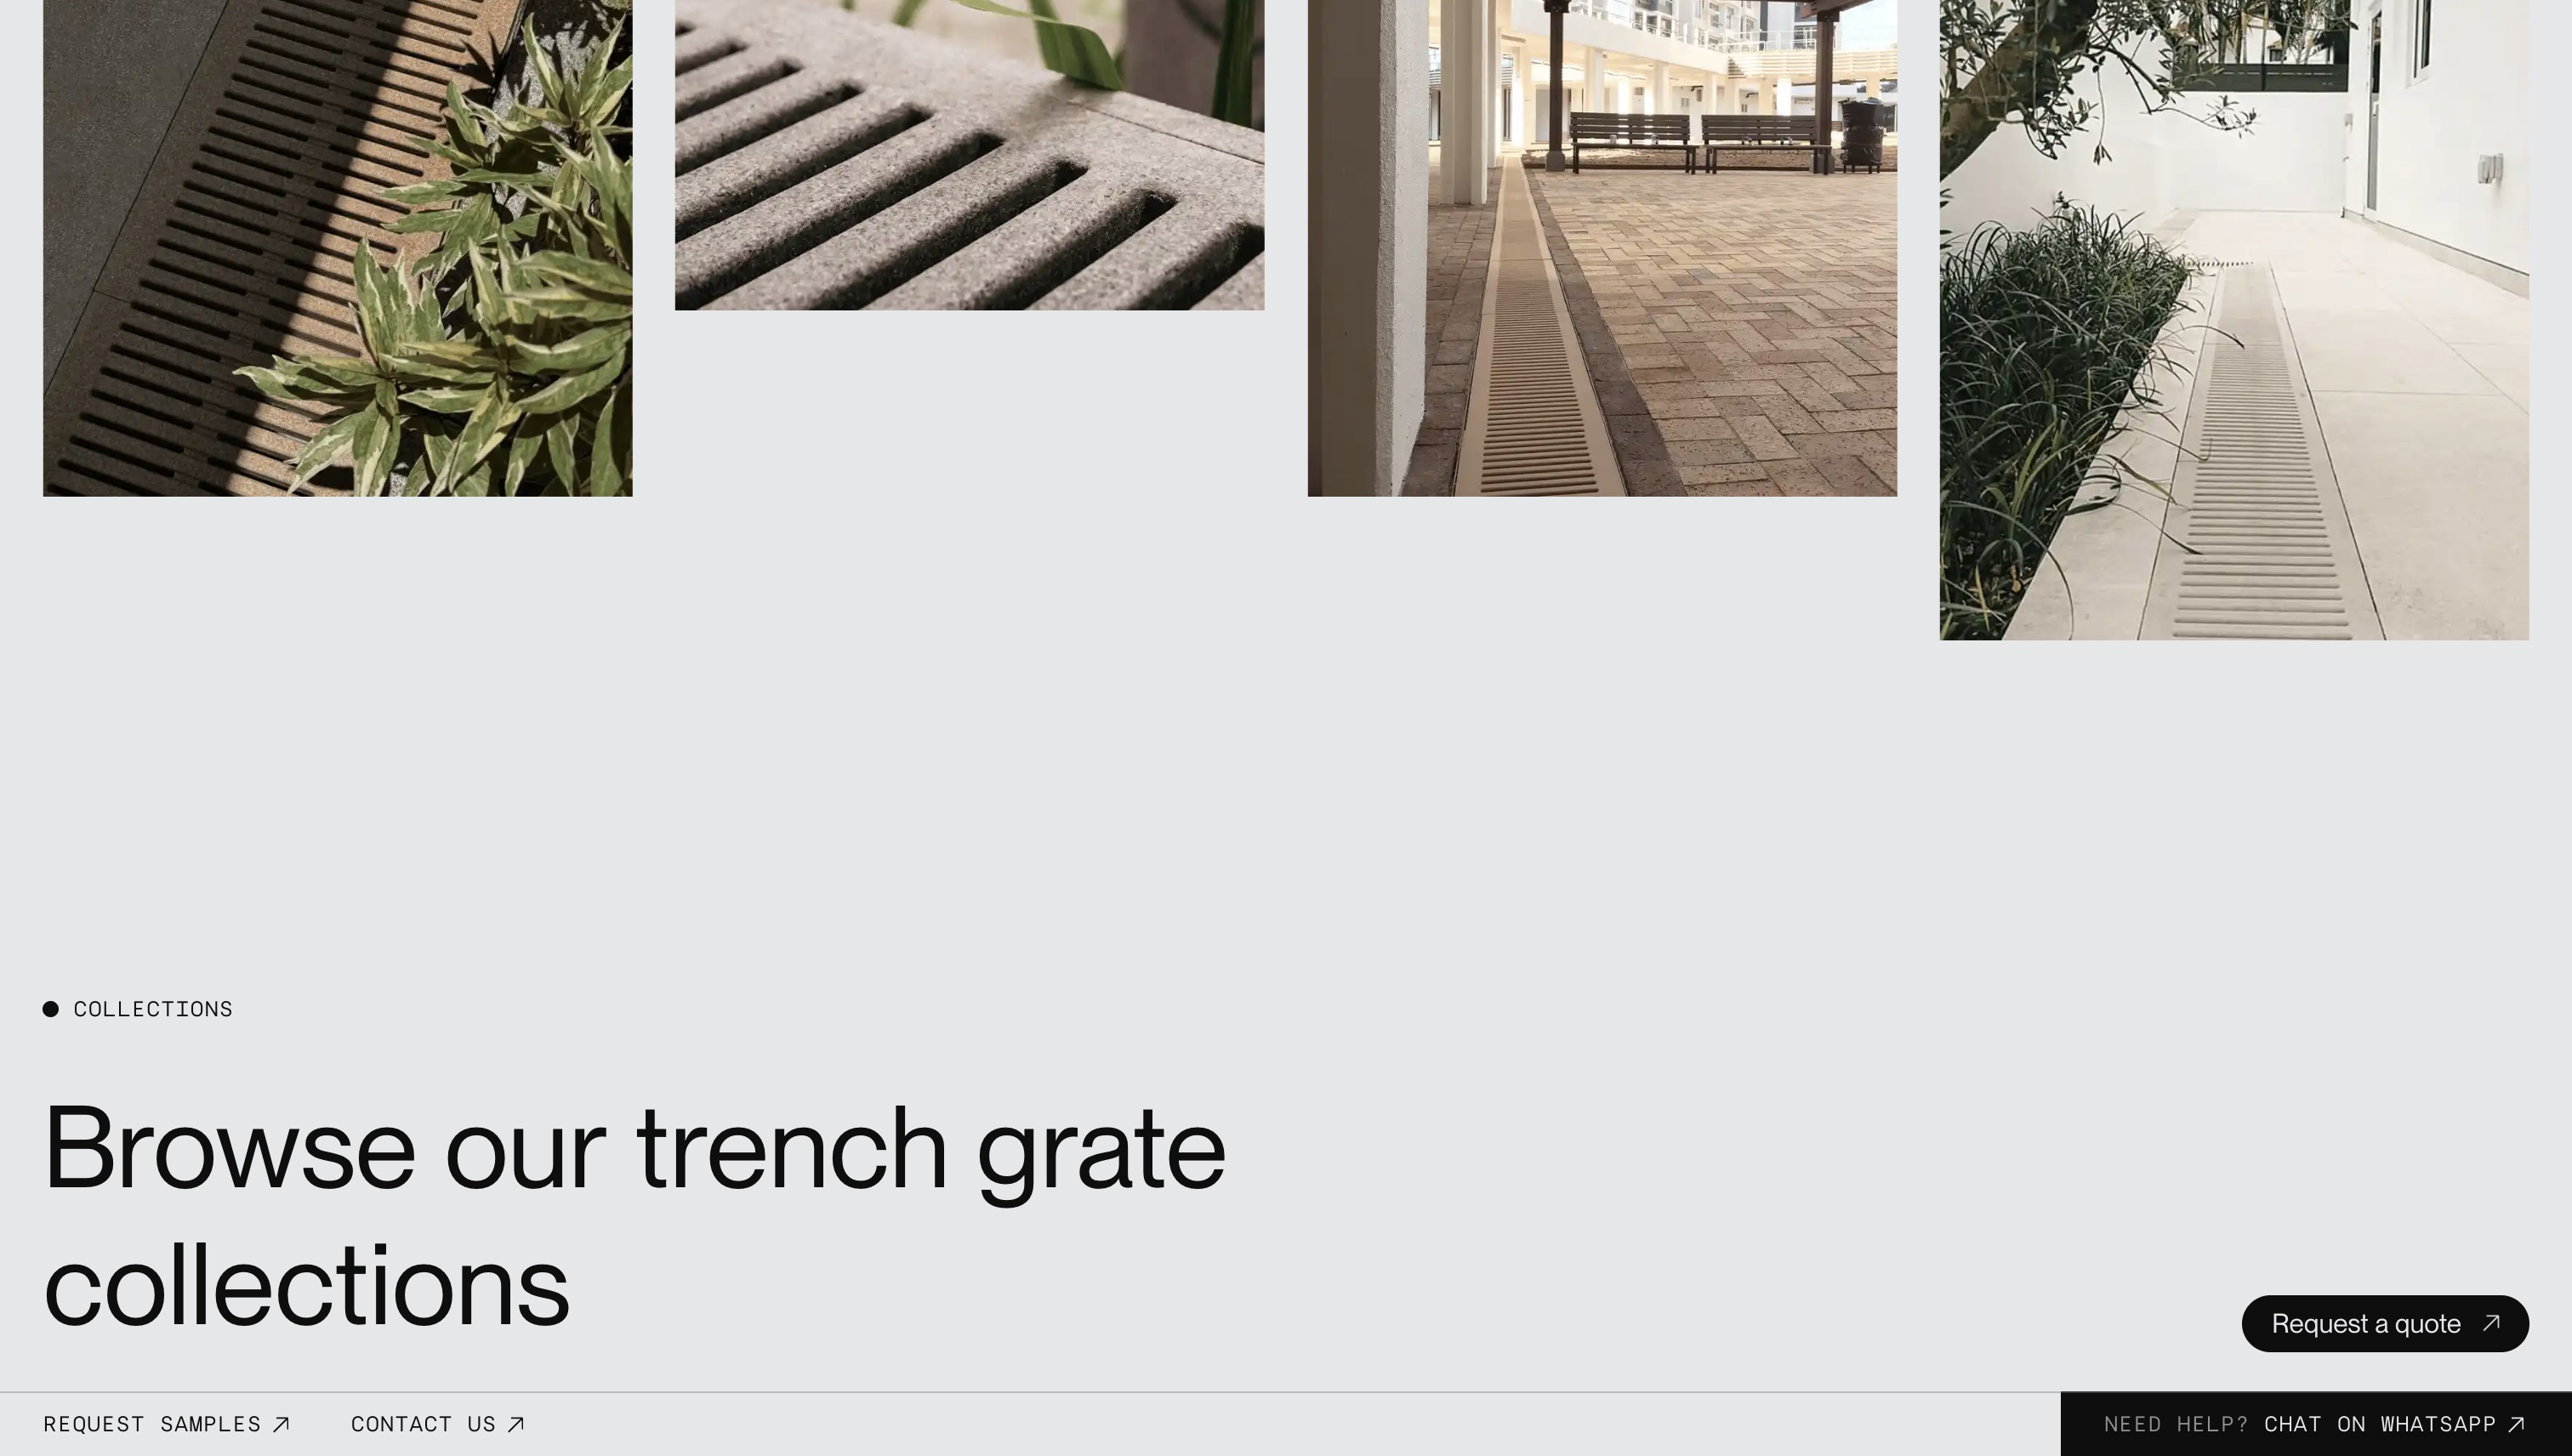 COLLECTIONS
Browse our trench grate
collections
Request a quote
REQUEST SAMPLES
CONTACT US
NEED HELP? CHAT ON WHATSAPP